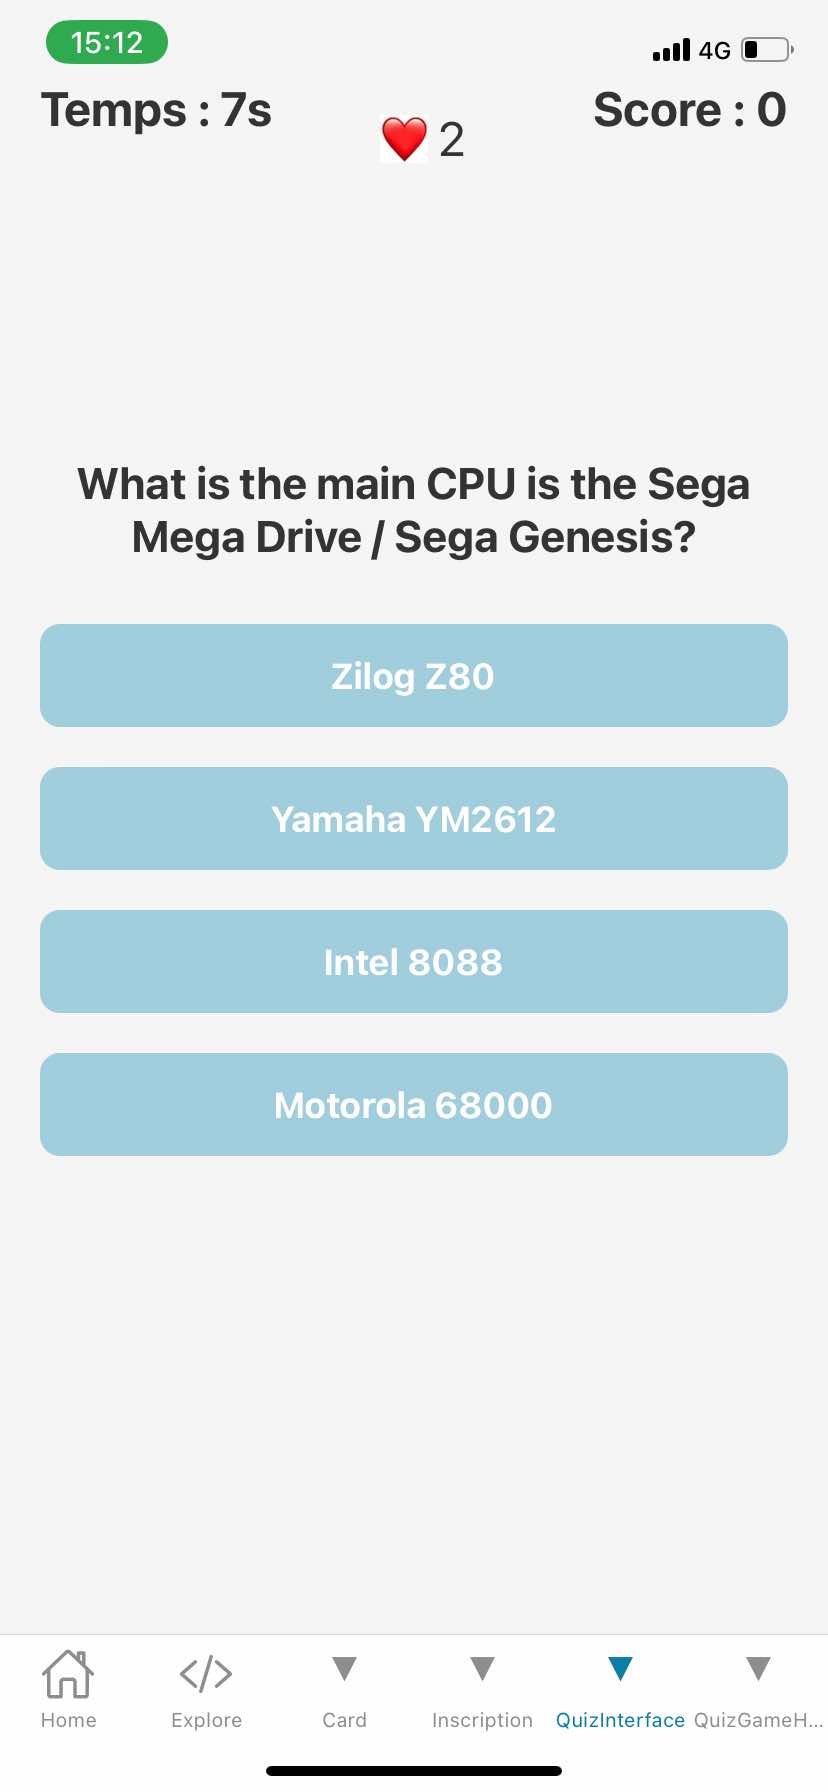 15:12
4G
Temps : 7s
Score : 0
2
What is the main CPU is the Sega
Mega Drive / Sega Genesis?
Zilog Z80
Yamaha YM2612
Intel 8088
Motorola 68000
Home
Explore
Card
Inscription
QuizInterface
QuizGameH...